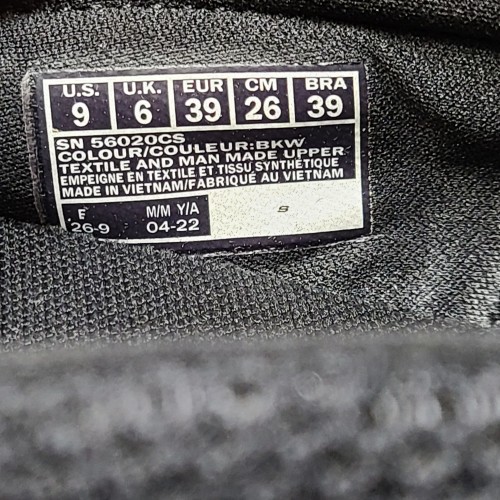 U.S. U.K. EUR CM BRA
9 6 39 26 39
SN 56020CS
COLOUR/COULEUR:BKW
TEXTILE AND MAN MADE UPPER
EMPEIGNE EN TEXTILE ET TISSU SYNTHÉTIQUE
MADE IN VIETNAM/FABRIQUÉ AU VIETNAM
F M/M Y/A S
26-9 04-22